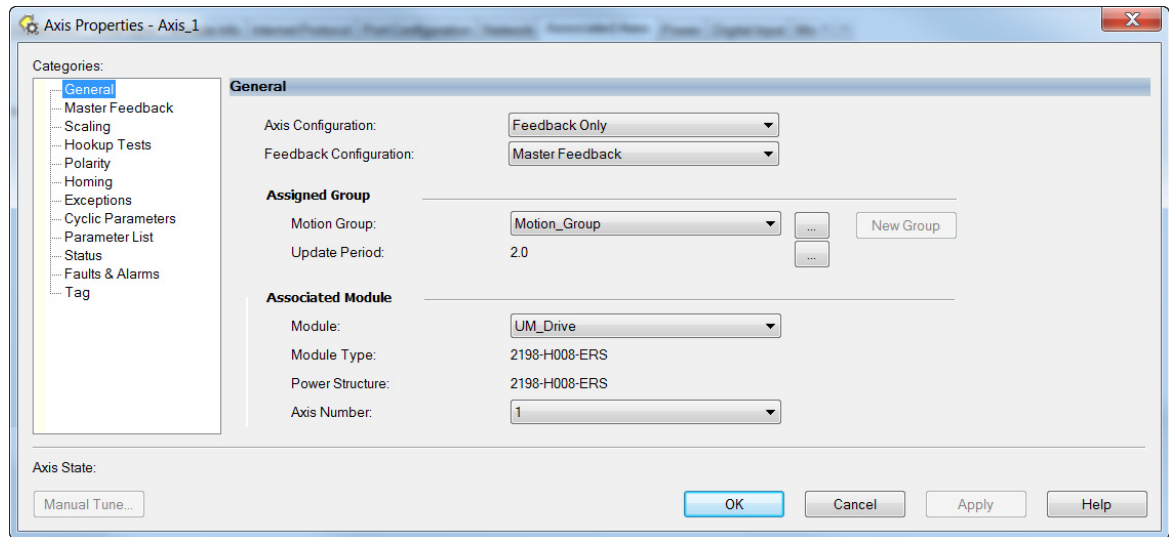 Axis Properties - Axis_1
X
Categories:
General
Master Feedback
Scaling
Hookup Tests
Polarity
Homing
Exceptions
Cyclic Parameters
Parameter List
Status
Faults & Alarms
Tag
General
Axis Configuration: Feedback Only
Feedback Configuration: Master Feedback
Assigned Group
Motion Group: Motion_Group ... New Group
Update Period: 2.0 ...
Associated Module
Module: UM_Drive
Module Type: 2198-H008-ERS
Power Structure: 2198-H008-ERS
Axis Number: 1
Axis State:
Manual Tune... OK Cancel Apply Help